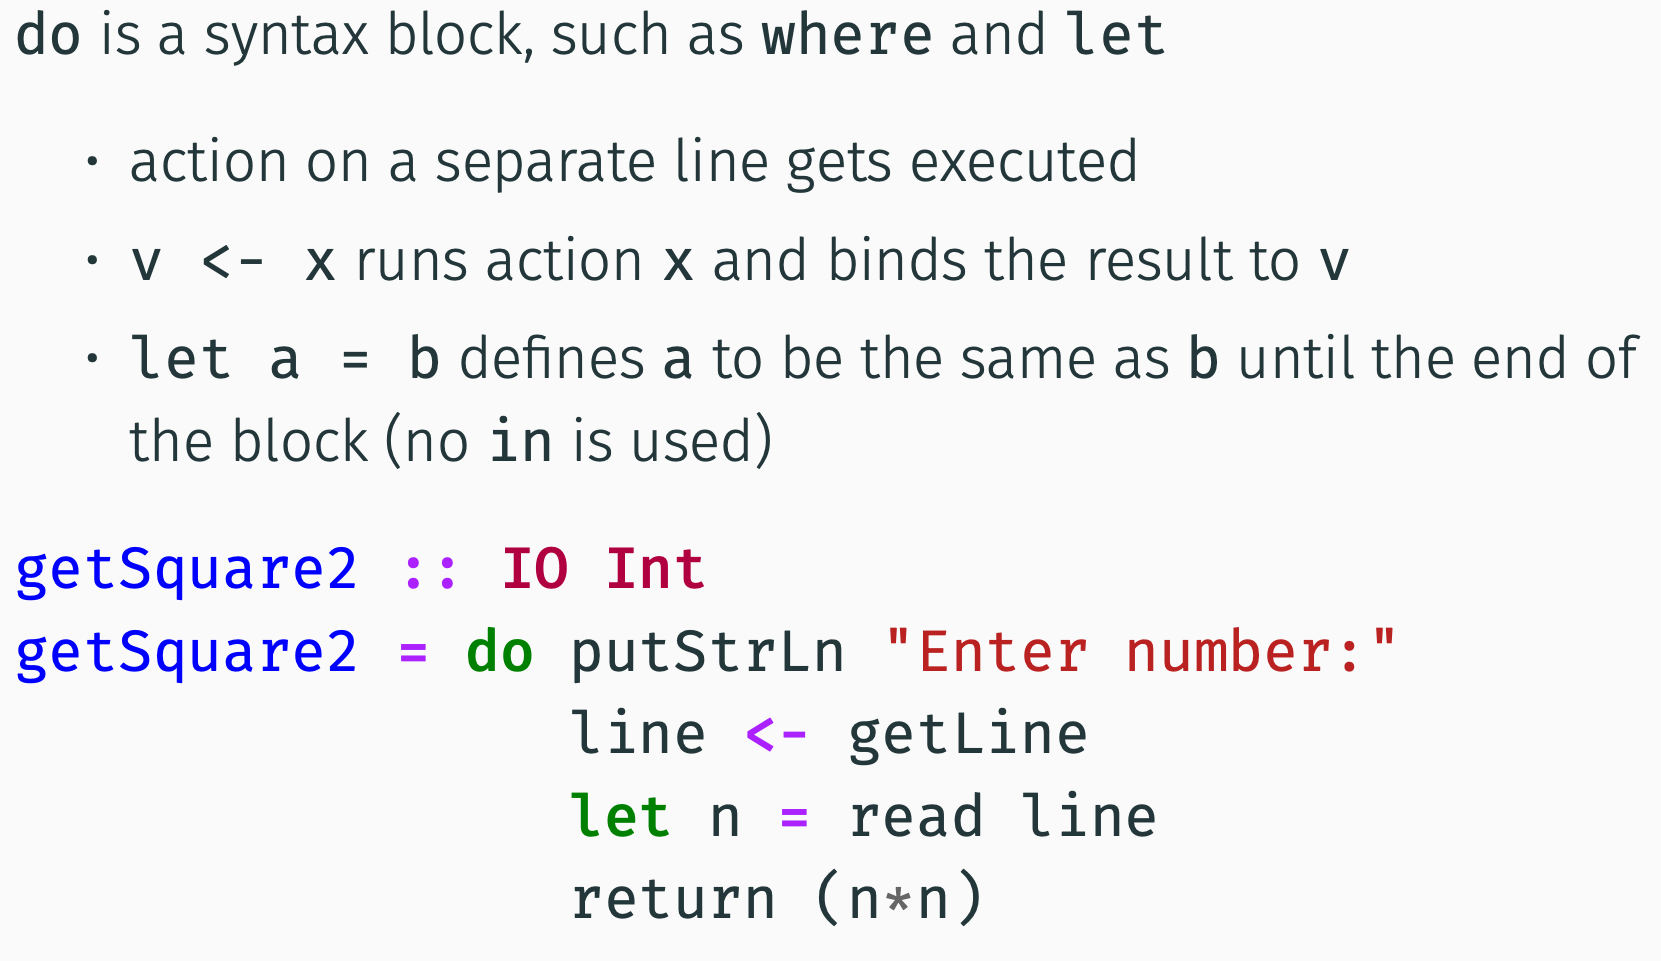 do is a syntax block, such as where and let
· action on a separate line gets executed
· v <- x runs action x and binds the result to v
· let a = b defines a to be the same as b until the end of
the block (no in is used)
getSquare2 :: IO Int
getSquare2 = do putStrLn "Enter number:"
                line <- getLine
                let n = read line
                return (n*n)